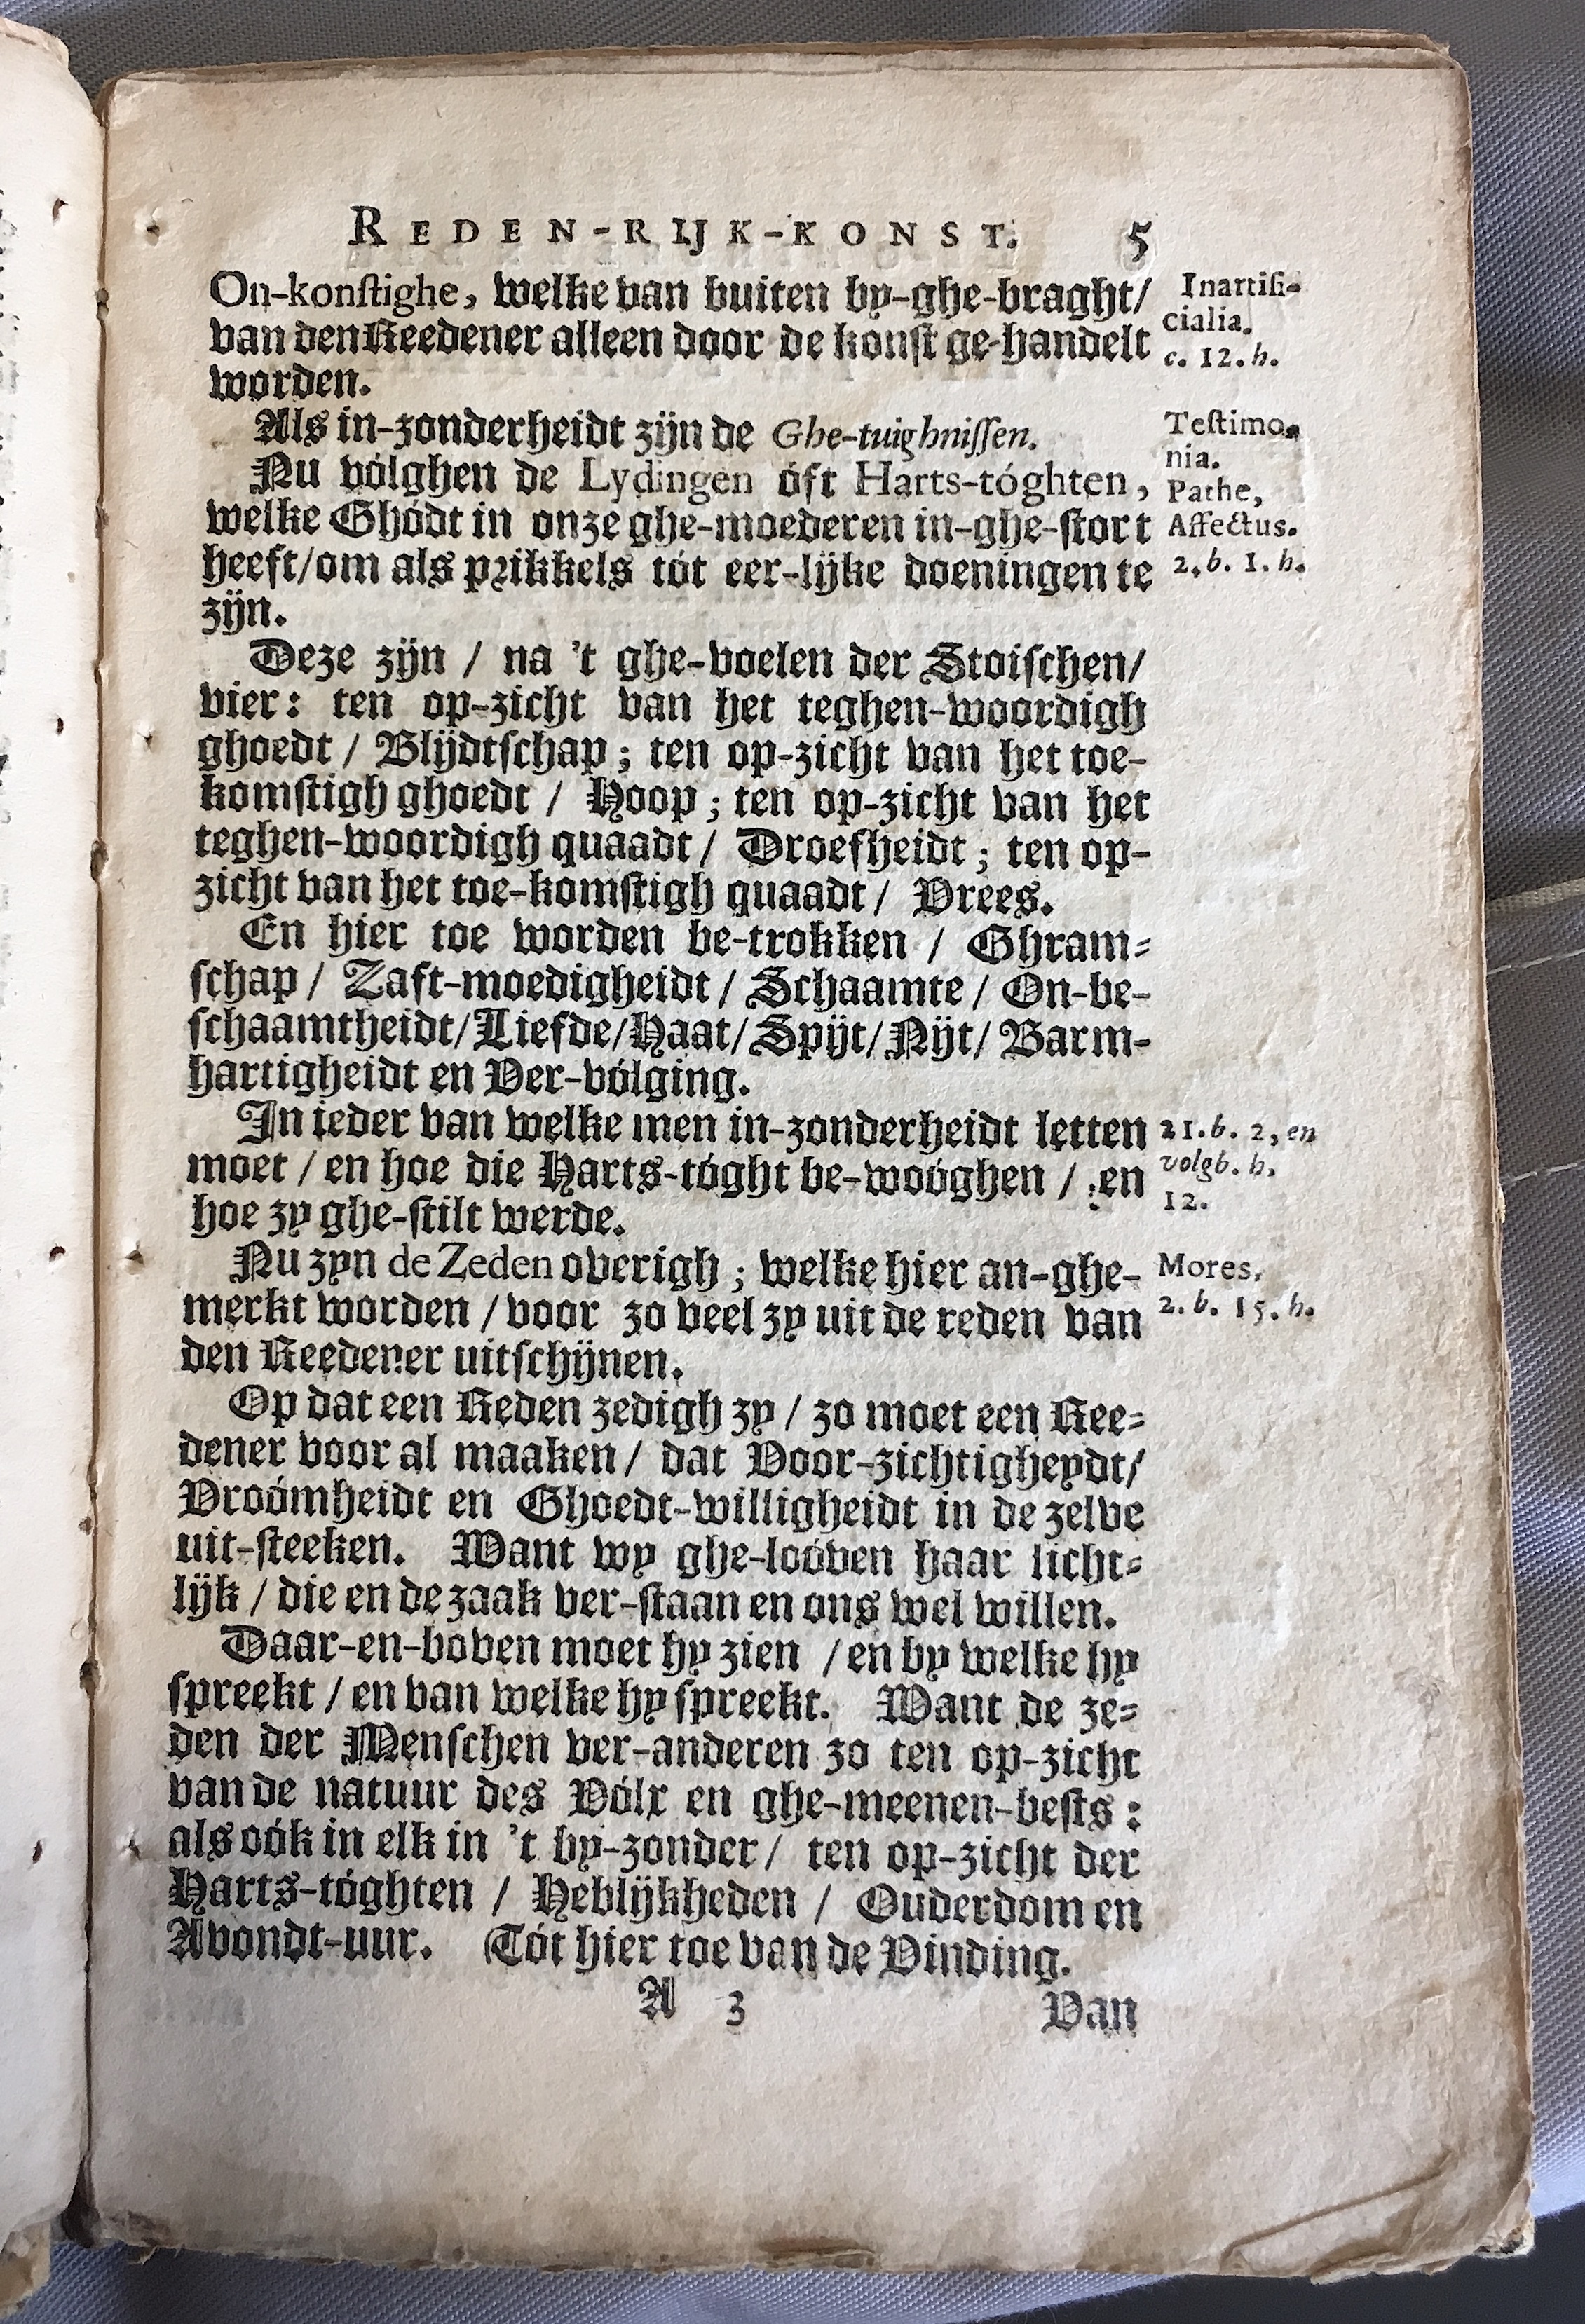 REDEN-RIJK-KONST. 5
On-konstighe, welke van buiten by-ghe-braght/
van den Reedener alleen door de konst ge-handelt
worden.
Als in-zonderheidt zijn de Ghe-tuighnissen.
Nu vólghen de Lydingen óft Harts-tóghten,
welke Ghódt in onze ghe-moederen in-ghe-stort
heeft/om als prikkels tót eer-lijke doeningen te
zijn.
Deze zijn / na 't ghe-voelen der Stoischen/
vier: ten op-zicht van het teghen-woordigh
ghoedt / Blijdtschap; ten op-zicht van het toe-
komstigh ghoedt / Hoop; ten op-zicht van het
teghen-woordigh quaadt / Droefheidt; ten op-
zicht van het toe-komstigh quaadt / Vrees.
En hier toe worden be-trokken / Ghram-
schap / Zaft-moedigheidt / Schaamte / On-be-
schaamtheidt/Liefde/Haat/Spijt/Nijt/Barm-
hartigheidt en Ver-vólging.
In ieder van welke men in-zonderheidt letten
moet / en hoe die Harts-tóght be-woóghen / en
hoe zy ghe-stilt werde.
Nu zyn de Zeden overigh; welke hier an-ghe-
merkt worden / voor zo veel zy uit de reden van
den Reedener uitschijnen.
Op dat een Reden zedigh zy / zo moet een Ree-
dener voor al maaken / dat Voor-zichtigheydt/
Vroómheidt en Ghoedt-willigheidt in de zelve
uit-steeken. Want wy ghe-looven haar licht-
lijk / die en de zaak ver-staan en ons wel willen.
Daar-en-boven moet hy zien / en by welke hy
spreekt / en van welke hy spreekt. Want de ze-
den der Menschen ver-anderen zo ten op-zicht
van de natuur des Vólx en ghe-meenen-bests:
als oók in elk in 't by-zonder/ ten op-zicht der
Harts-tóghten / Heblijkheden / Ouderdom en
Avondt-uur. Tót hier toe van de Vinding.
A 3 Van
Inartifi-
cialia.
c. 12. h.
Testimo-
nia.
Pathe,
Affectus.
2. b. 1. h.
21. b. 2, en
volgh. h.
12.
Mores.
2. b. 15. h.